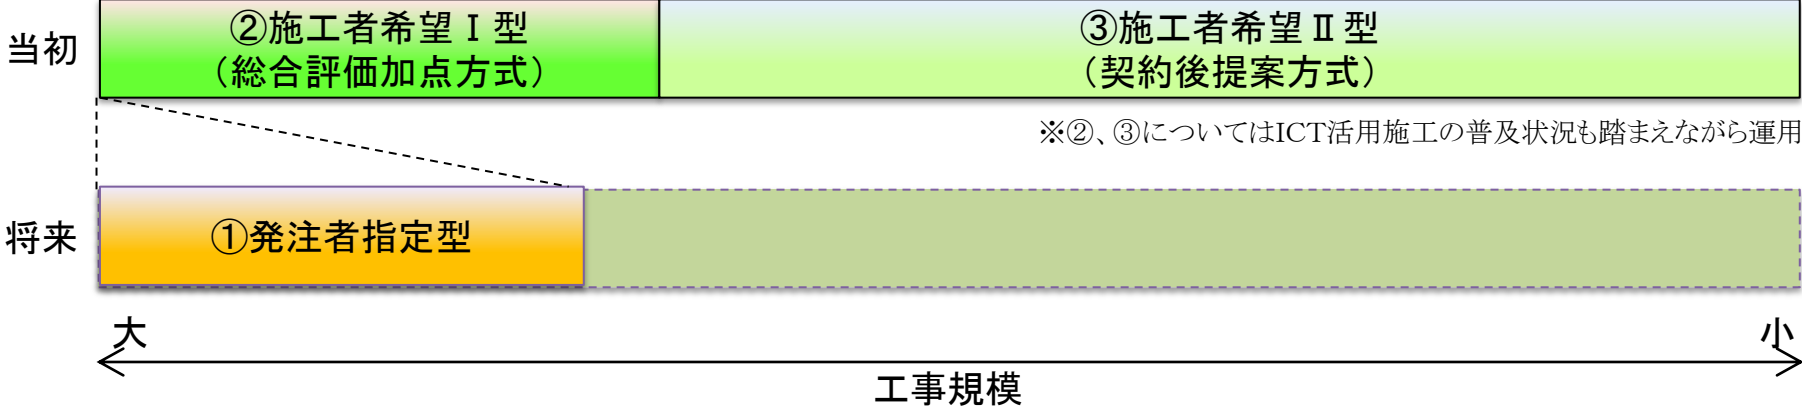 当初
②施工者希望Ⅰ型
（総合評価加点方式）
③施工者希望Ⅱ型
（契約後提案方式）
※②、③についてはICT活用施工の普及状況も踏まえながら運用
将来
①発注者指定型
大
小
工事規模